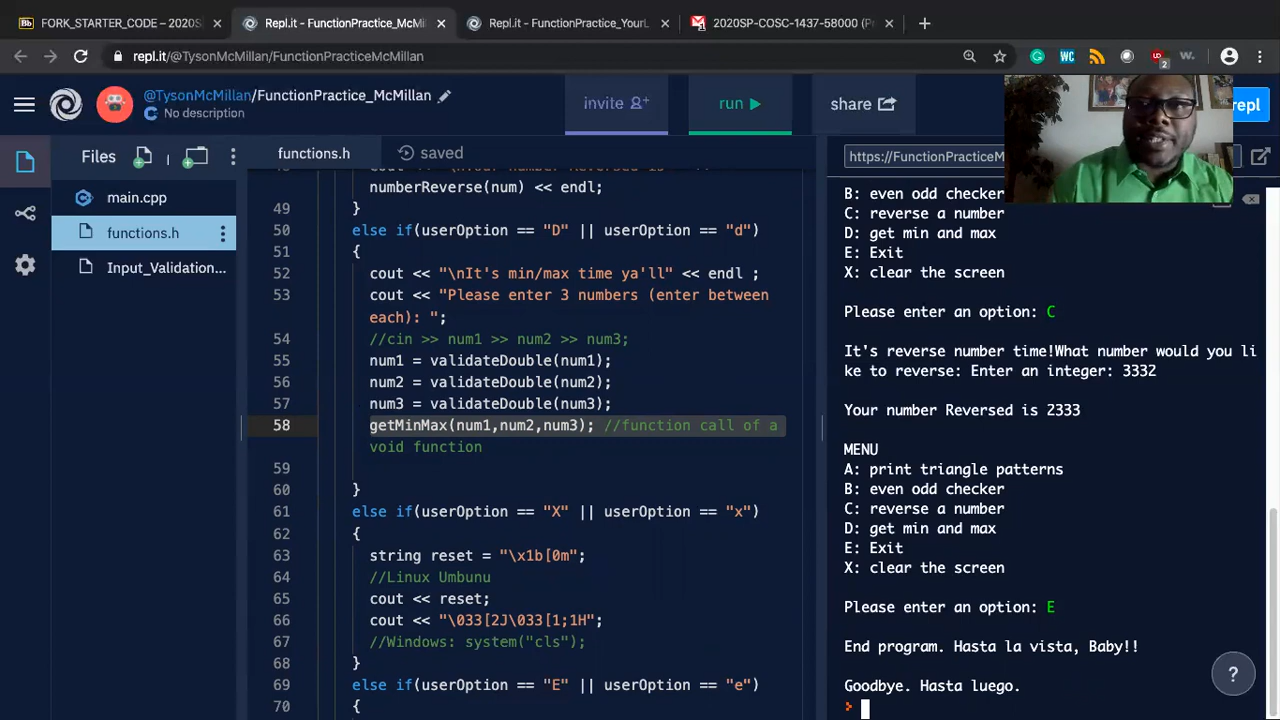 FORK_STARTER_CODE – 2020S
Repl.it - FunctionPractice_McMi
Repl.it - FunctionPractice_YourL
2020SP-COSC-1437-58000 (P
repl.it/@TysonMcMillan/FunctionPracticeMcMillan
@TysonMcMillan/FunctionPractice_McMillan
No description
invite
run
share
repl
Files
functions.h
saved
https://FunctionPracticeM
main.cpp
functions.h
Input_Validation...
numberReverse(num) << endl;
49 }
50 else if(userOption == "D" || userOption == "d")
51 {
52 cout << "\nIt's min/max time ya'll" << endl ;
53 cout << "Please enter 3 numbers (enter between
each): ";
54 //cin >> num1 >> num2 >> num3;
55 num1 = validateDouble(num1);
56 num2 = validateDouble(num2);
57 num3 = validateDouble(num3);
58 getMinMax(num1,num2,num3); //function call of a
void function
59
60 }
61 else if(userOption == "X" || userOption == "x")
62 {
63 string reset = "\x1b[0m";
64 //Linux Umbunu
65 cout << reset;
66 cout << "\033[2J\033[1;1H";
67 //Windows: system("cls");
68 }
69 else if(userOption == "E" || userOption == "e")
70 {
B: even odd checker
C: reverse a number
D: get min and max
E: Exit
X: clear the screen
Please enter an option: C
It's reverse number time!What number would you li
ke to reverse: Enter an integer: 3332
Your number Reversed is 2333
MENU
A: print triangle patterns
B: even odd checker
C: reverse a number
D: get min and max
E: Exit
X: clear the screen
Please enter an option: E
End program. Hasta la vista, Baby!!
Goodbye. Hasta luego.
?